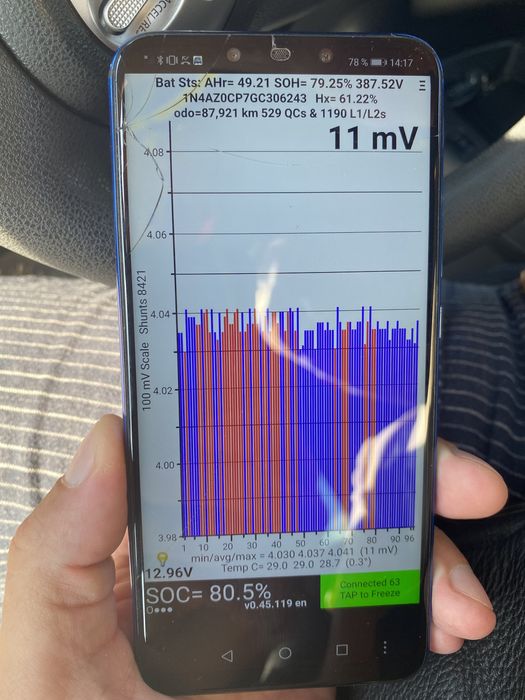 ACCEL/RE
78 % 14:17
Bat Sts: AHr= 49.21 SOH= 79.25% 387.52V
1N4AZ0CP7GC306243 Hx= 61.22%
odo=87,921 km 529 QCs & 1190 L1/L2s
11 mV
4.08
4.06
4.04
4.02
4.00
3.98
100 mV Scale Shunts 8421
1 10 20 30 40 50 60 70 80 90 96
min/avg/max = 4.030 4.037 4.041 (11 mV)
Temp C= 29.0 29.0 28.7 (0.3°)
12.96V
SOC= 80.5%
v0.45.119 en
Connected 63
TAP to Freeze